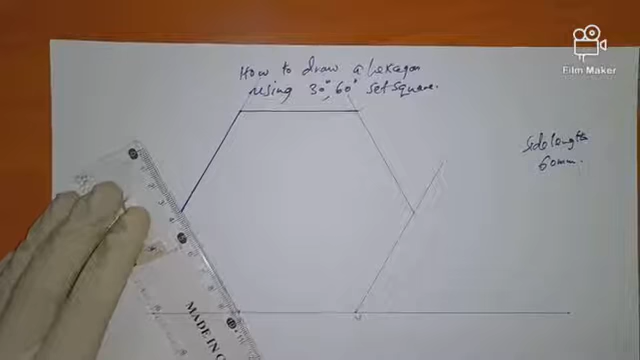 How to draw a hexagon
using 30°, 60° set square.
Side length
60mm.
Film Maker
MADE IN C